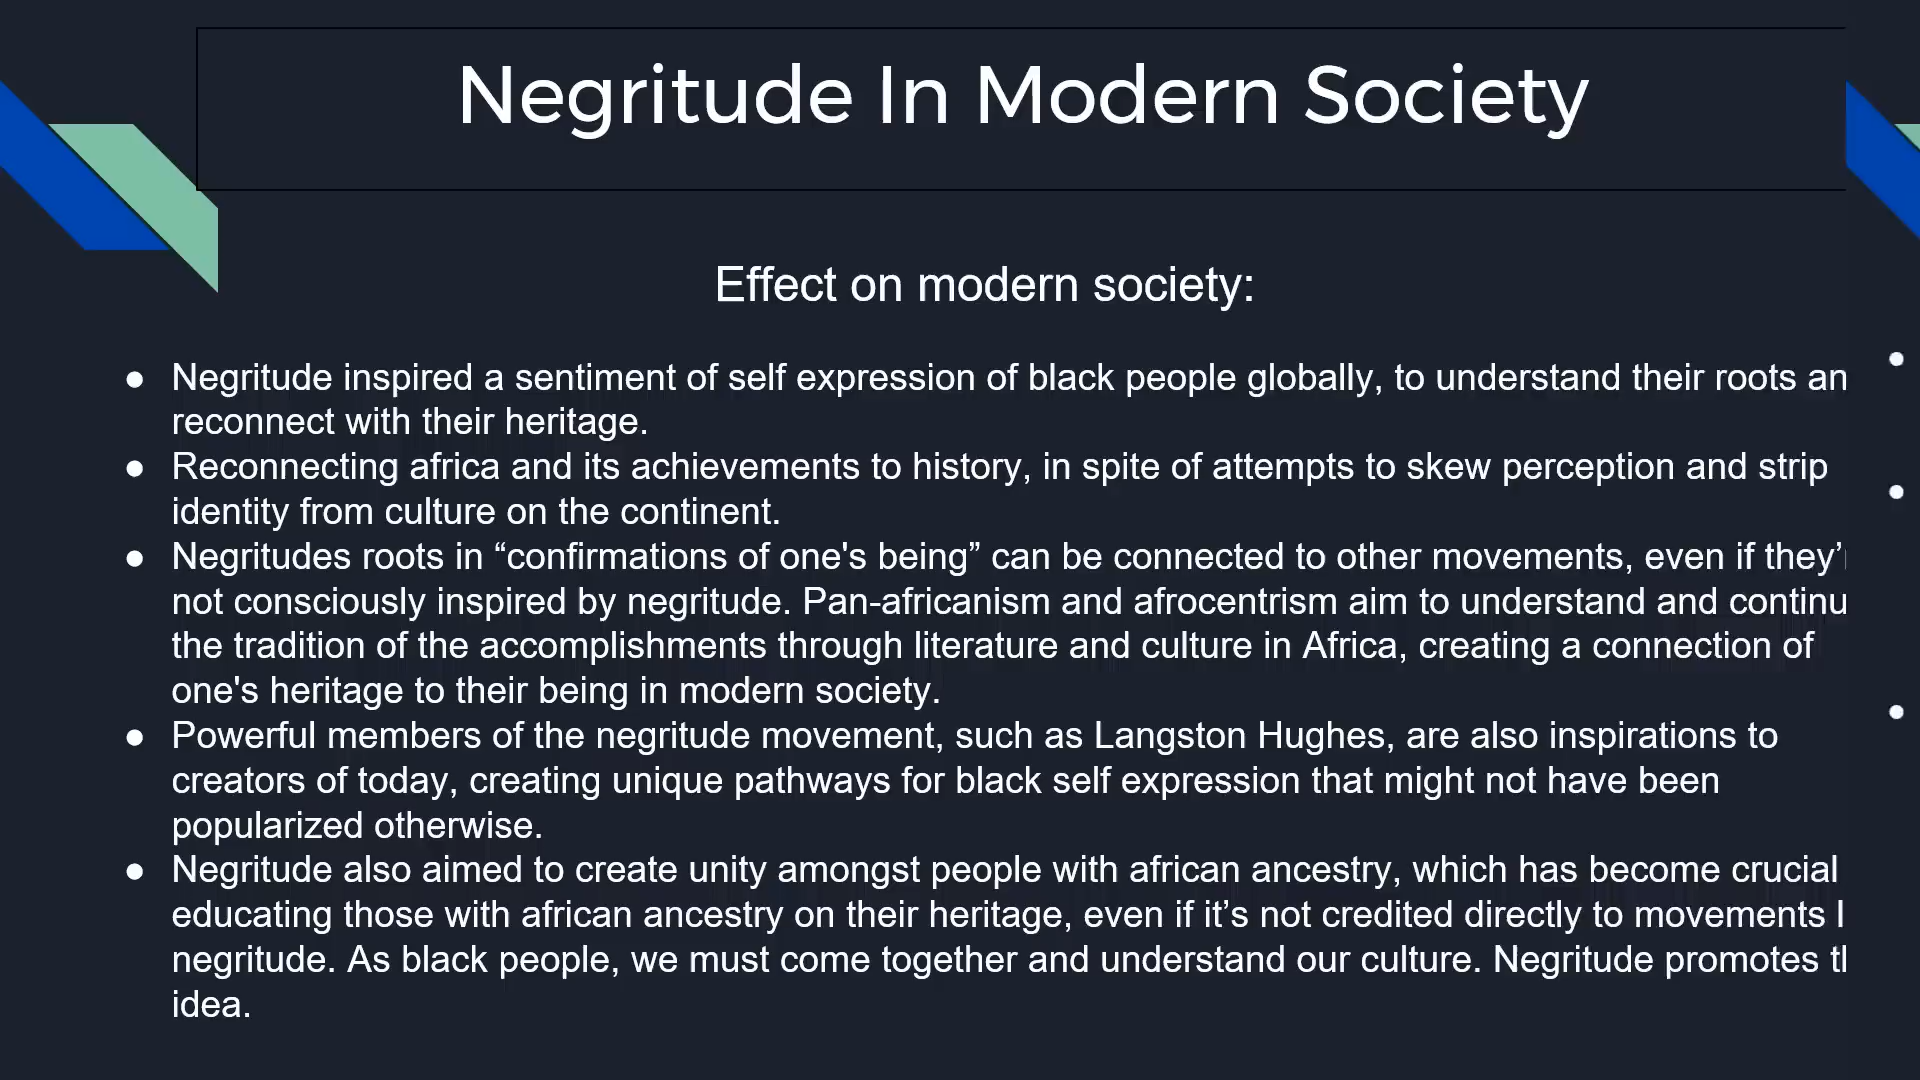 Negritude In Modern Society
Effect on modern society:
● Negritude inspired a sentiment of self expression of black people globally, to understand their roots an
reconnect with their heritage.
● Reconnecting africa and its achievements to history, in spite of attempts to skew perception and strip
identity from culture on the continent.
● Negritudes roots in “confirmations of one's being” can be connected to other movements, even if they’
not consciously inspired by negritude. Pan-africanism and afrocentrism aim to understand and continu
the tradition of the accomplishments through literature and culture in Africa, creating a connection of
one's heritage to their being in modern society.
● Powerful members of the negritude movement, such as Langston Hughes, are also inspirations to
creators of today, creating unique pathways for black self expression that might not have been
popularized otherwise.
● Negritude also aimed to create unity amongst people with african ancestry, which has become crucial
educating those with african ancestry on their heritage, even if it’s not credited directly to movements
negritude. As black people, we must come together and understand our culture. Negritude promotes
idea.